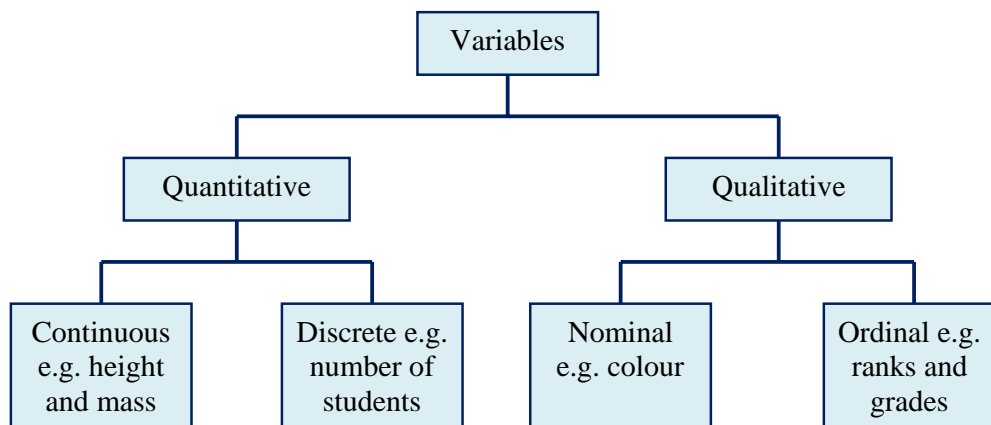 Variables
Quantitative
Qualitative
Continuous
e.g. height
and mass
Discrete e.g.
number of
students
Nominal
e.g. colour
Ordinal e.g.
ranks and
grades